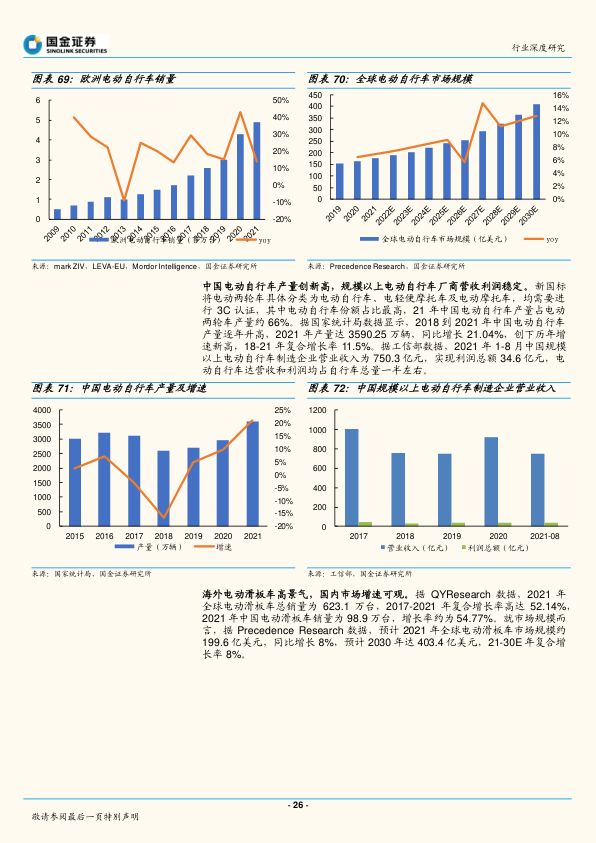 国金证券
SINOLINK SECURITIES
行业深度研究
图表 69：欧洲电动自行车销量
6
5
4
3
2
1
0
50%
40%
30%
20%
10%
0%
-10%
-20%
2009
2010
2011
2012
2013
2014
2015
2016
2017
2018
2019
2020
2021
欧洲电动自行车销量（百万台）
yoy
来源：mark ZIV，LEVA-EU，Mordor Intelligence，国金证券研究所
图表 70：全球电动自行车市场规模
450
400
350
300
250
200
150
100
50
0
16%
14%
12%
10%
8%
6%
4%
2%
0%
2019
2020
2021
2022E
2023E
2024E
2025E
2026E
2027E
2028E
2029E
2030E
全球电动自行车市场规模（亿美元）
yoy
来源：Precedence Research，国金证券研究所
中国电动自行车产量创新高，规模以上电动自行车厂商营收利润稳定。新国标
将电动两轮车具体分类为电动自行车、电轻便摩托车及电动摩托车，均需要进
行 3C 认证，其中电动自行车份额占比最高，21 年中国电动自行车产量占电动
两轮车产量约 66%。据国家统计局数据显示，2018 到 2021 年中国电动自行车
产量逐年升高，2021 年产量达 3590.25 万辆，同比增长 21.04%，创下历年增
速新高，18-21 年复合增长率 11.5%。据工信部数据，2021 年 1-8 月中国规模
以上电动自行车制造企业营业收入为 750.3 亿元，实现利润总额 34.6 亿元，电
动自行车达营收和利润均占自行车总量一半左右。
图表 71：中国电动自行车产量及增速
4000
3500
3000
2500
2000
1500
1000
500
0
25%
20%
15%
10%
5%
0%
-5%
-10%
-15%
-20%
2015
2016
2017
2018
2019
2020
2021
产量（万辆）
增速
来源：国家统计局，国金证券研究所
图表 72：中国规模以上电动自行车制造企业营业收入
1200
1000
800
600
400
200
0
2017
2018
2019
2020
2021-08
营业收入（亿元）
利润总额（亿元）
来源：工信部，国金证券研究所
海外电动滑板车高景气，国内市场增速可观。据 QYResearch 数据，2021 年
全球电动滑板车总销量为 623.1 万台，2017-2021 年复合增长率高达 52.14%，
2021 年中国电动滑板车销量为 98.9 万台，增长率约为 54.77%。就市场规模而
言，据 Precedence Research 数据，预计 2021 年全球电动滑板车市场规模约
199.6 亿美元，同比增长 8%，预计 2030 年达 403.4 亿美元，21-30E 年复合增
长率 8%。
- 26 -
敬请参阅最后一页特别声明